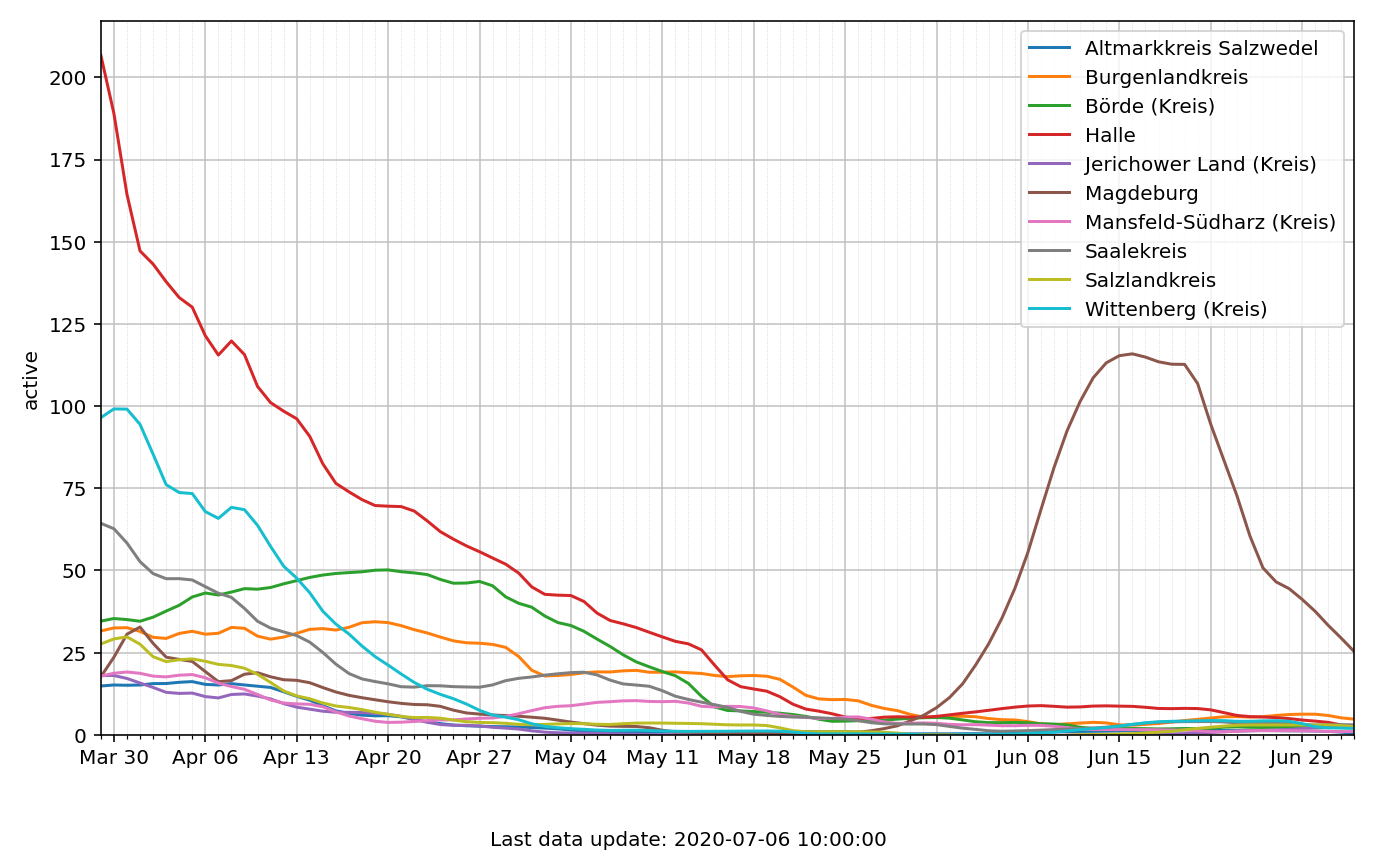 200
175
150
125
100
75
50
25
0
active
Altmarkkreis Salzwedel
Burgenlandkreis
Börde (Kreis)
Halle
Jerichower Land (Kreis)
Magdeburg
Mansfeld-Südharz (Kreis)
Saalekreis
Salzlandkreis
Wittenberg (Kreis)
Mar 30 Apr 06 Apr 13 Apr 20 Apr 27 May 04 May 11 May 18 May 25 Jun 01 Jun 08 Jun 15 Jun 22 Jun 29
Last data update: 2020-07-06 10:00:00